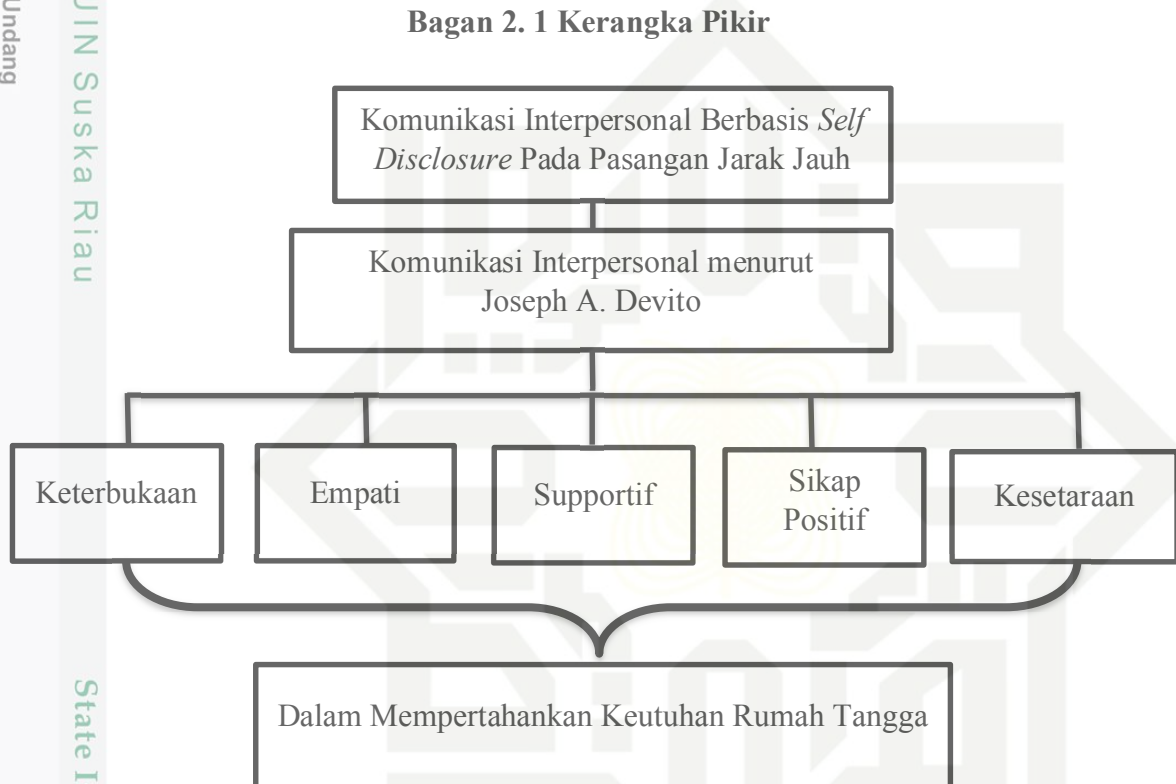 Undang
UIN Suska Riau
State I
Bagan 2. 1 Kerangka Pikir
Komunikasi Interpersonal Berbasis Self
Disclosure Pada Pasangan Jarak Jauh
Komunikasi Interpersonal menurut
Joseph A. Devito
Keterbukaan
Empati
Supportif
Sikap
Positif
Kesetaraan
Dalam Mempertahankan Keutuhan Rumah Tangga